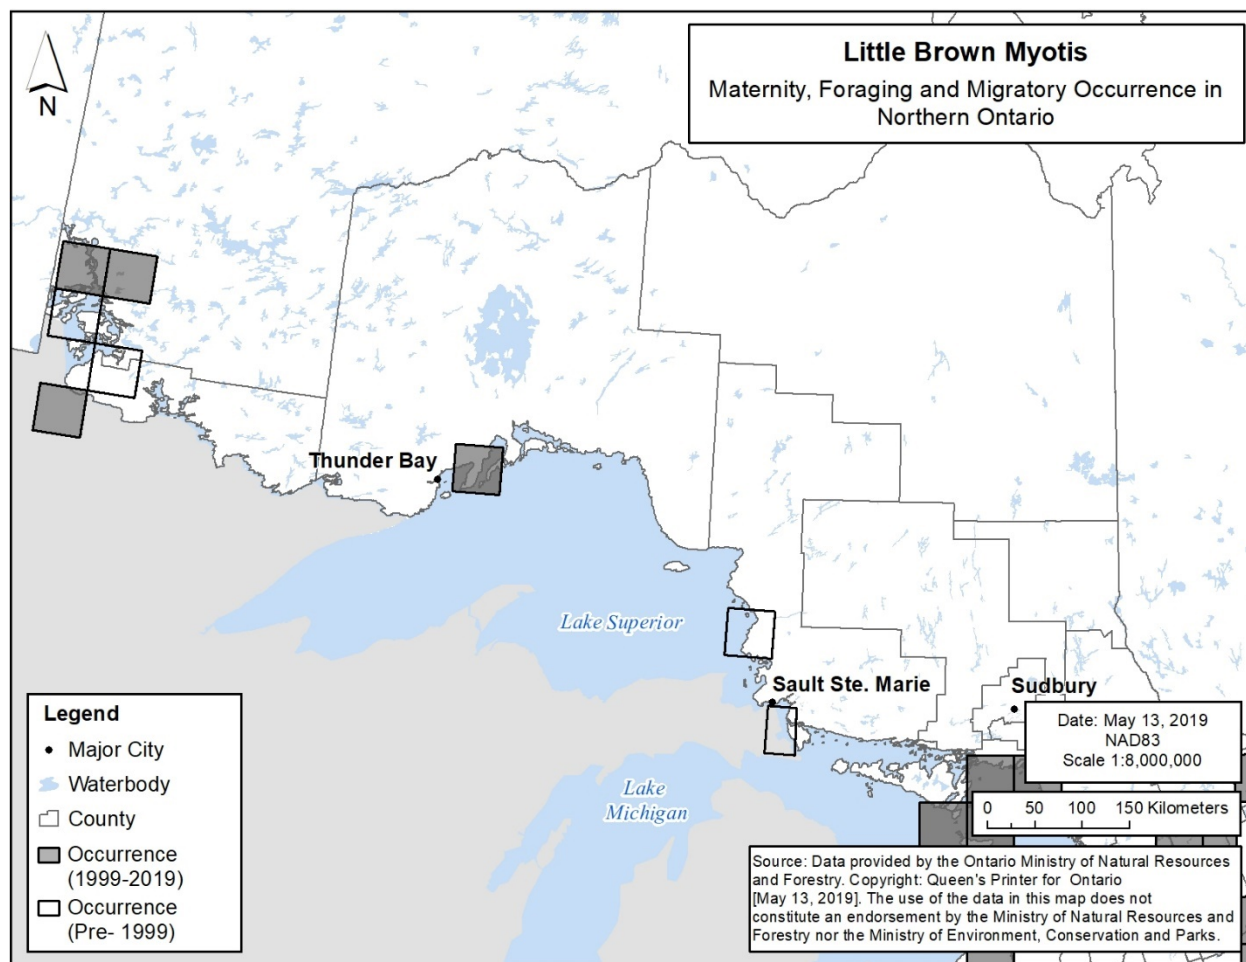 Little Brown Myotis
Maternity, Foraging and Migratory Occurrence in
Northern Ontario
N
Thunder Bay
Lake Superior
Sault Ste. Marie
Sudbury
Lake
Michigan
Legend
Major City
Waterbody
County
Occurrence
(1999-2019)
Occurrence
(Pre- 1999)
Date: May 13, 2019
NAD83
Scale 1:8,000,000
0 50 100 150 Kilometers
Source: Data provided by the Ontario Ministry of Natural Resources
and Forestry. Copyright: Queen's Printer for Ontario
[May 13, 2019]. The use of the data in this map does not
constitute an endorsement by the Ministry of Natural Resources and
Forestry nor the Ministry of Environment, Conservation and Parks.